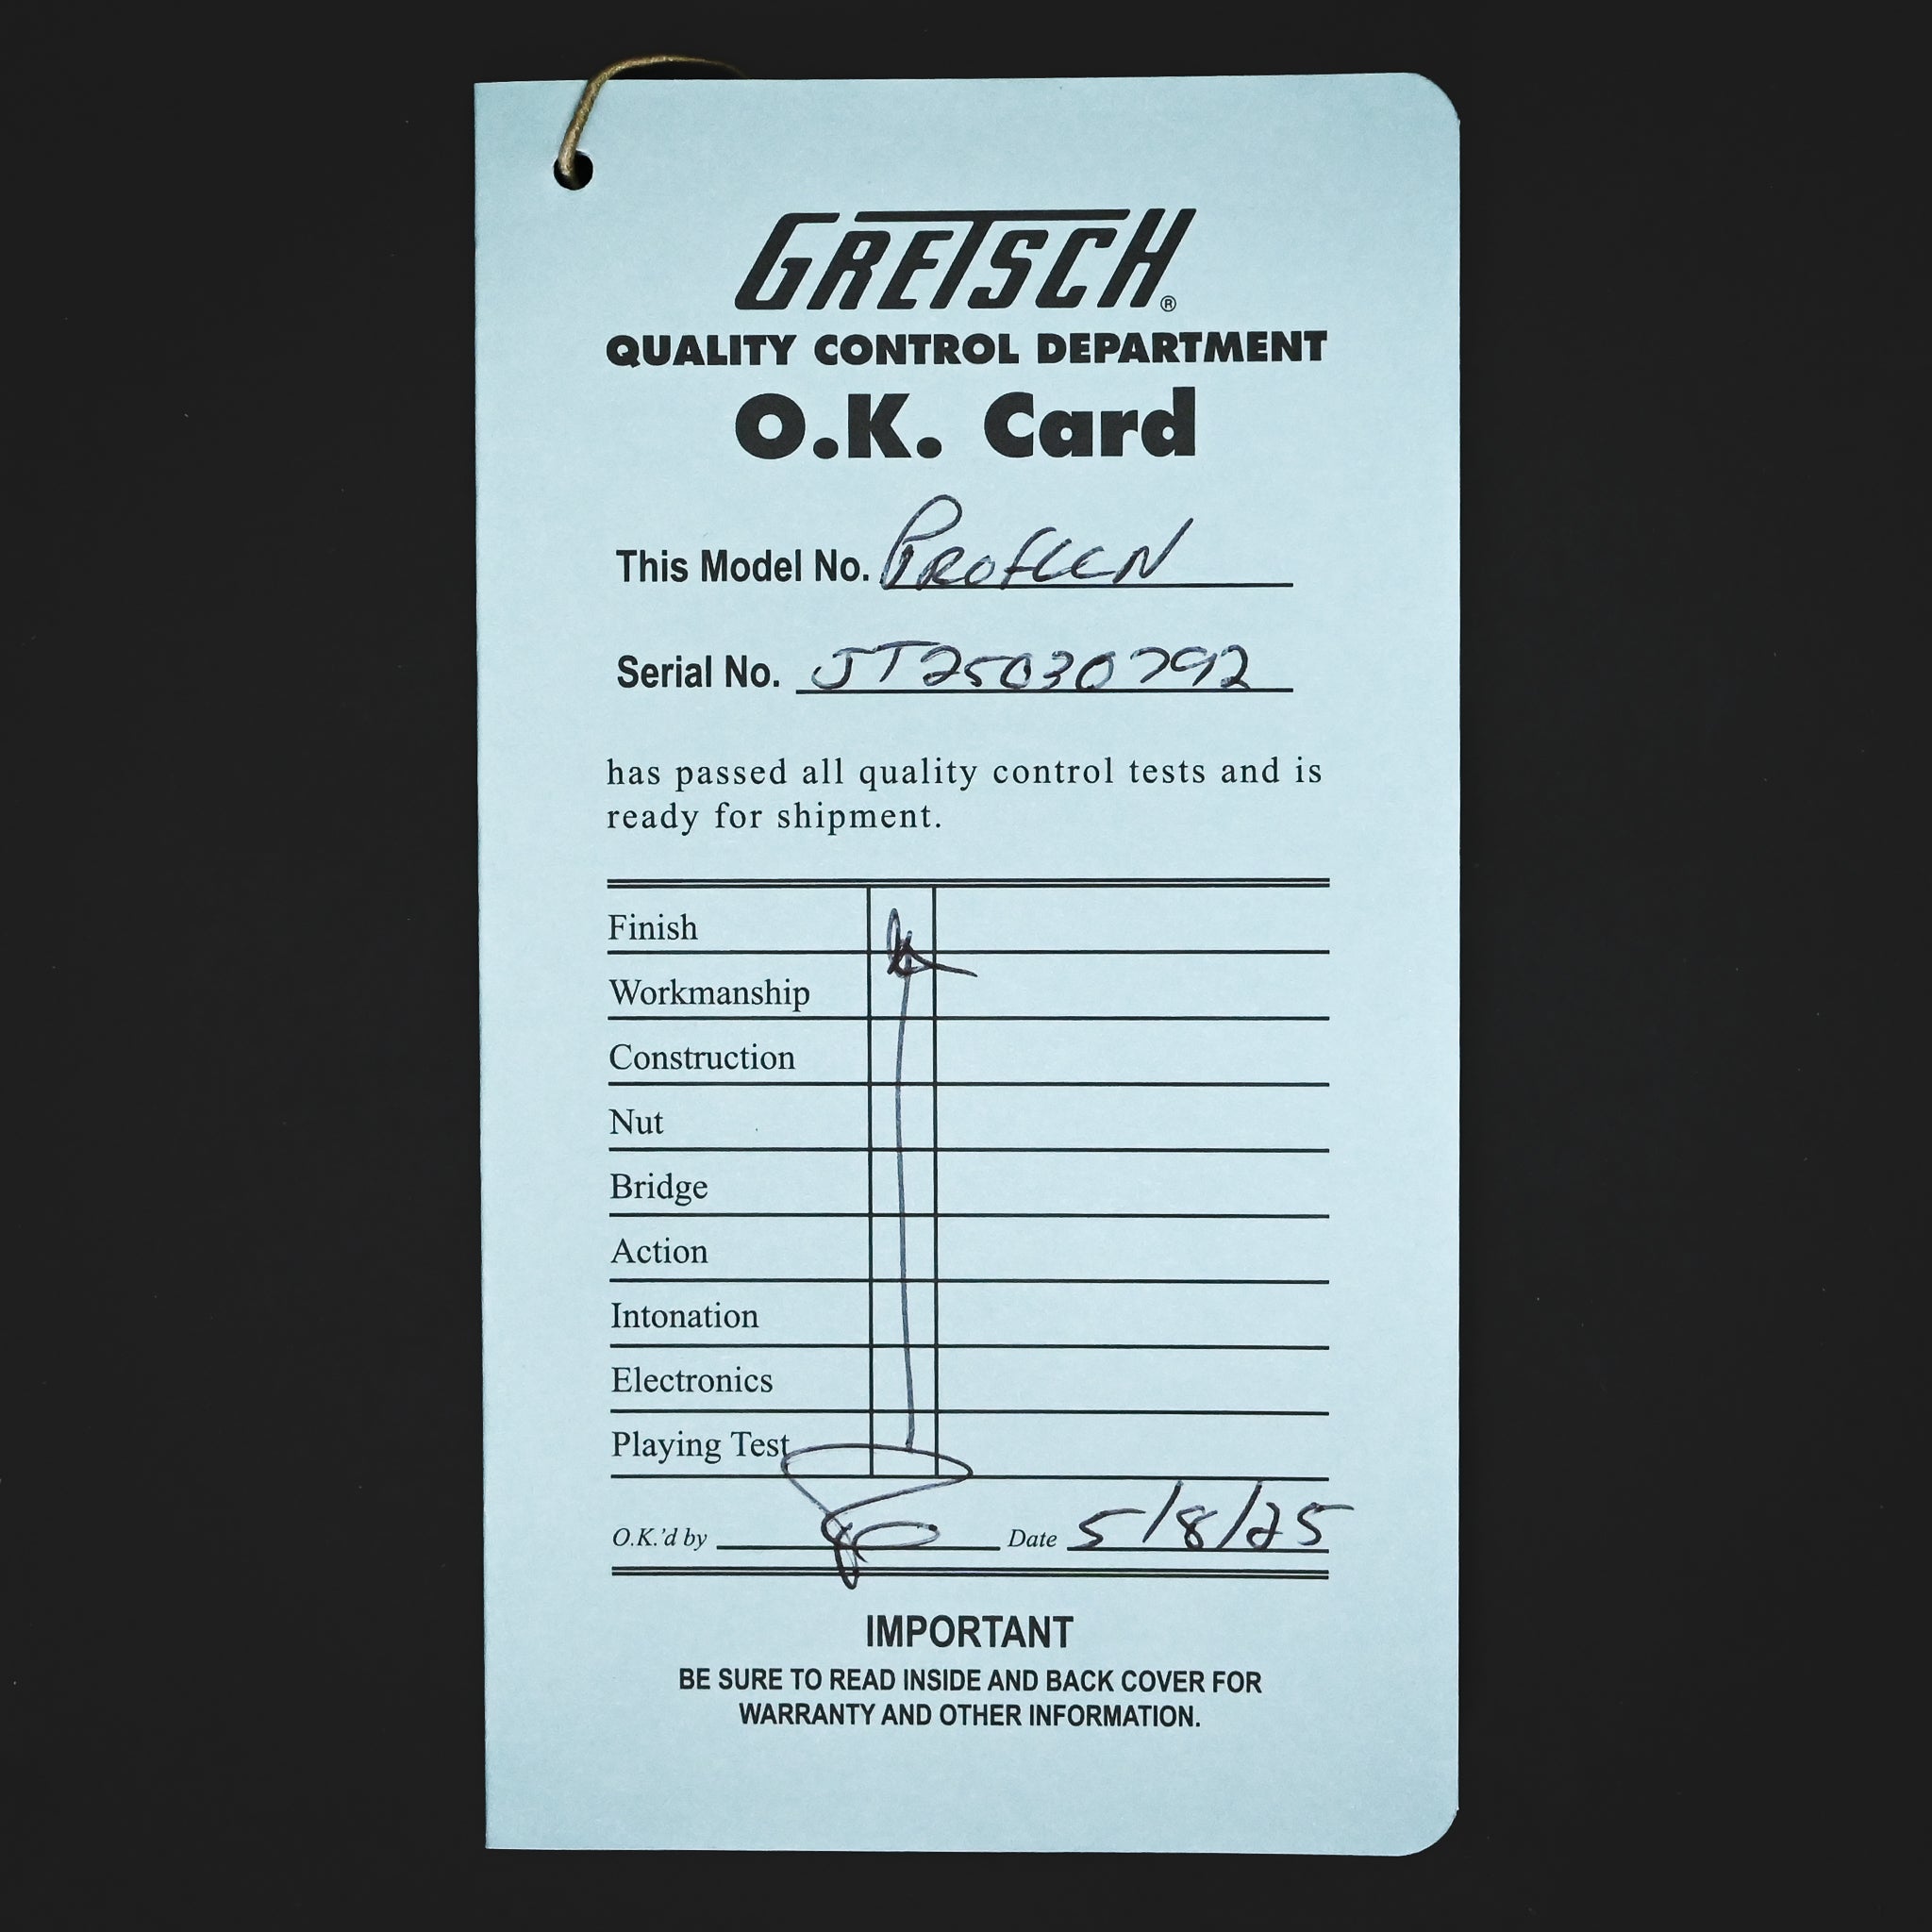 GRETSCH®
QUALITY CONTROL DEPARTMENT
O.K. Card
This Model No.
Serial No. JT25030792
has passed all quality control tests and is
ready for shipment.
Finish
Workmanship
Construction
Nut
Bridge
Action
Intonation
Electronics
Playing Test
O.K.'d by Date 5/8/25
IMPORTANT
BE SURE TO READ INSIDE AND BACK COVER FOR
WARRANTY AND OTHER INFORMATION.